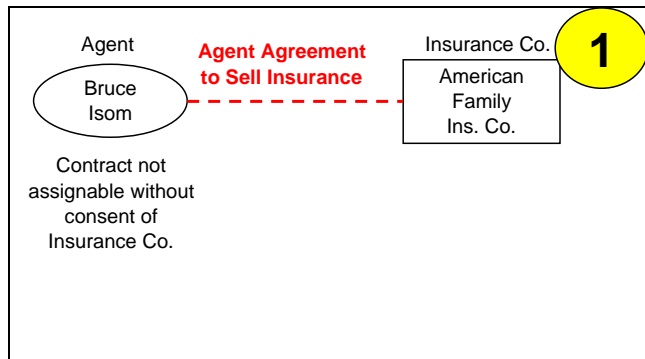 Agent
Agent Agreement
to Sell Insurance
Insurance Co.
1
Bruce
Isom
American
Family
Ins. Co.
Contract not
assignable without
consent of
Insurance Co.